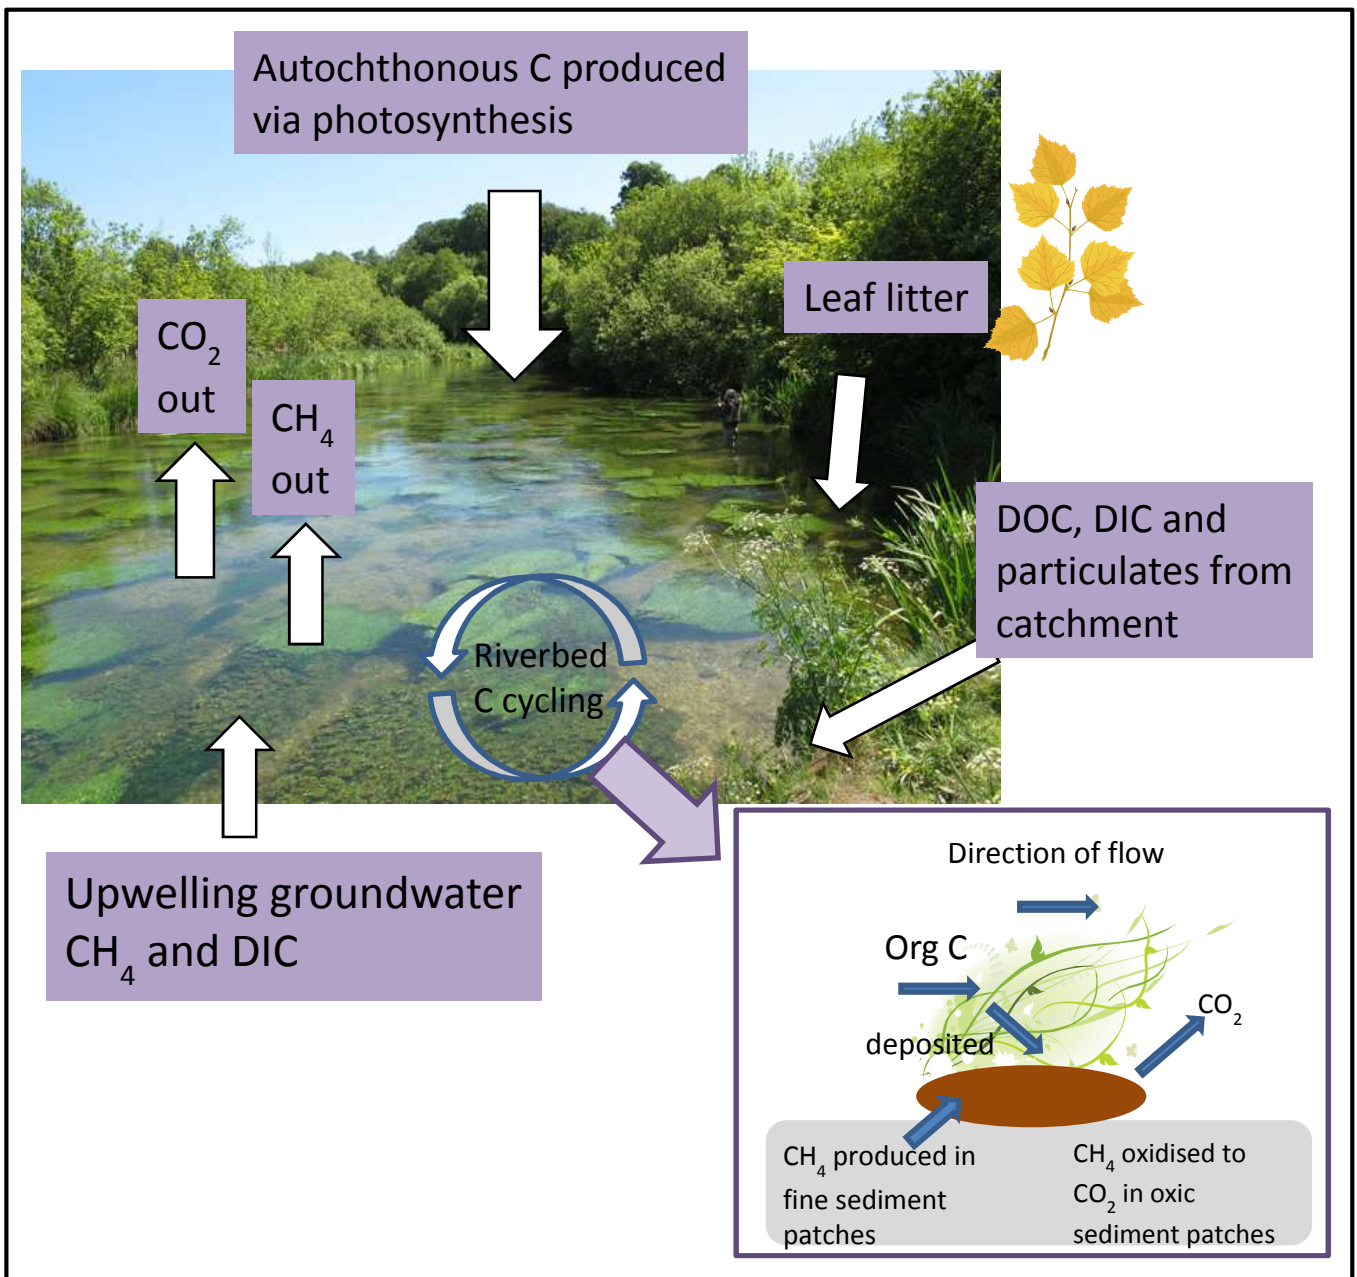 Autochthonous C produced
via photosynthesis
Leaf litter
CO₂
out
CH₄
out
DOC, DIC and
particulates from
catchment
Riverbed
C cycling
Upwelling groundwater
CH₄ and DIC
Direction of flow
Org C
deposited
CO₂
CH₄ produced in
fine sediment
patches
CH₄ oxidised to
CO₂ in oxic
sediment patches